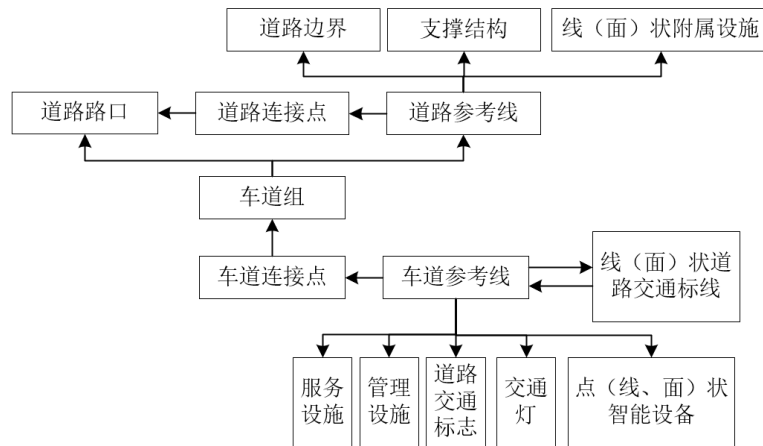 道路边界
支撑结构
线（面）状附属设施
道路路口
道路连接点
道路参考线
车道组
车道连接点
车道参考线
线（面）状道
路交通标线
服务
设施
管理
设施
道路
交通
标志
交通
灯
点（线、面）状
智能设备